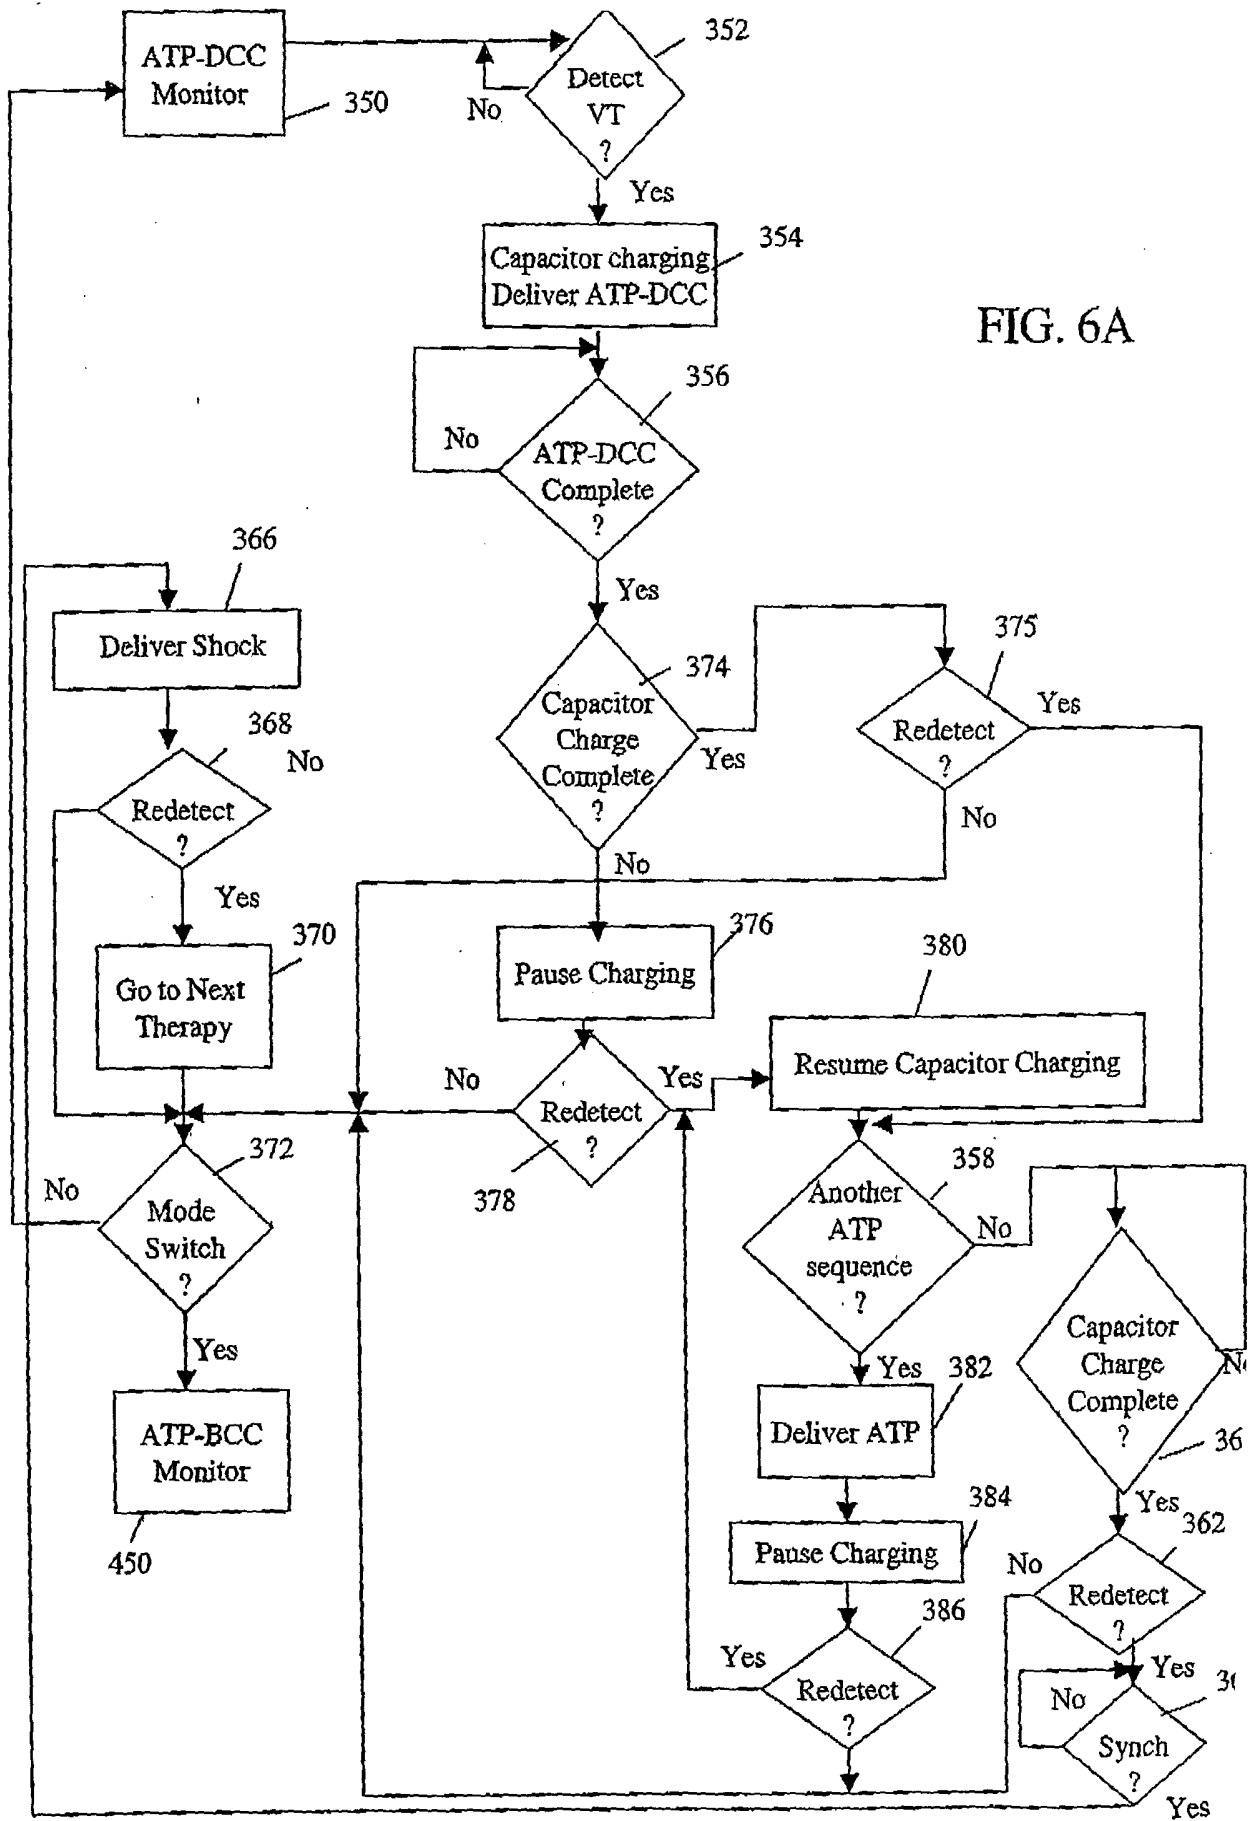 ATP-DCC
Monitor
350
352
Detect
VT
?
No
Yes
354
Capacitor charging
Deliver ATP-DCC
FIG. 6A
356
No
ATP-DCC
Complete
?
Yes
366
Deliver Shock
368
No
Redetect
?
Yes
370
Go to Next
Therapy
374
Capacitor
Charge
Complete
?
Yes
No
375
Redetect
?
Yes
No
376
Pause Charging
380
Resume Capacitor Charging
No
Redetect
?
Yes
378
372
No
Mode
Switch
?
Yes
ATP-BCC
Monitor
450
358
Another
ATP
sequence
?
No
Yes
382
Deliver ATP
384
Pause Charging
386
Yes
Redetect
?
Capacitor
Charge
Complete
?
36
Yes
362
No
Redetect
?
Yes
No
Synch
?
Yes